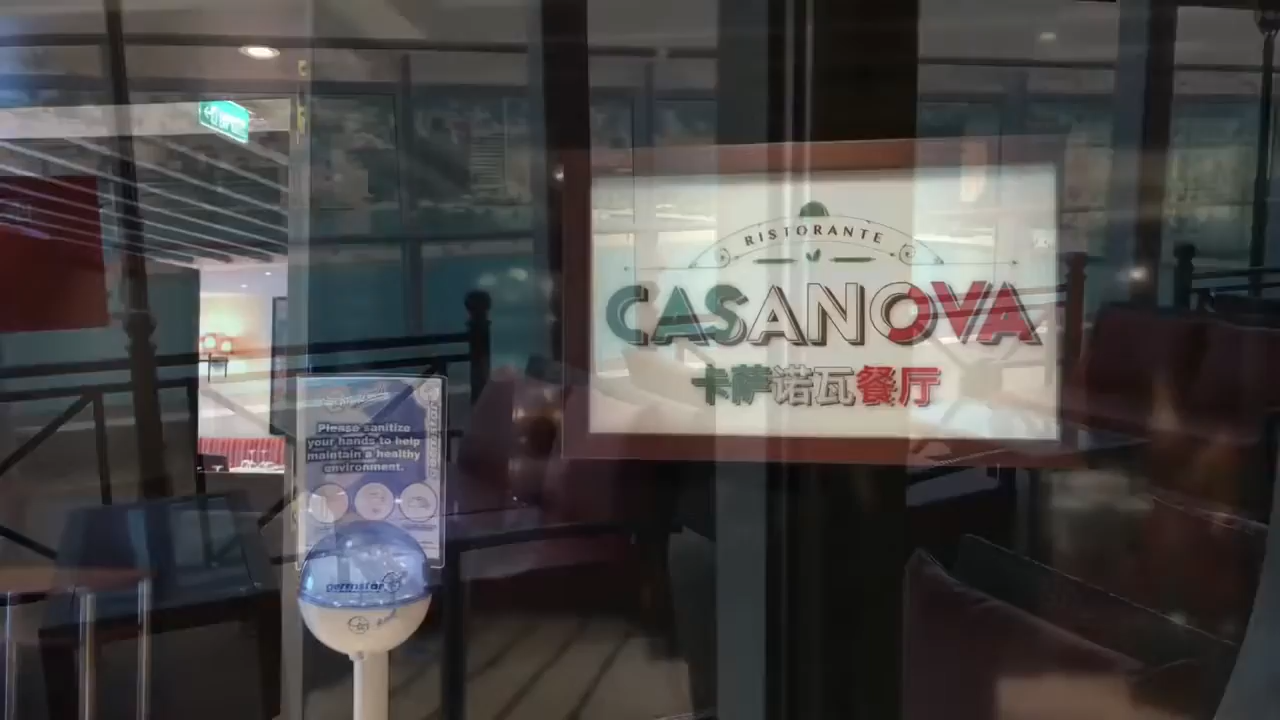 RISTORANTE
CASANOVA
卡萨诺瓦餐厅
Please sanitize
your hands to help
maintain a healthy
environment.
germstar